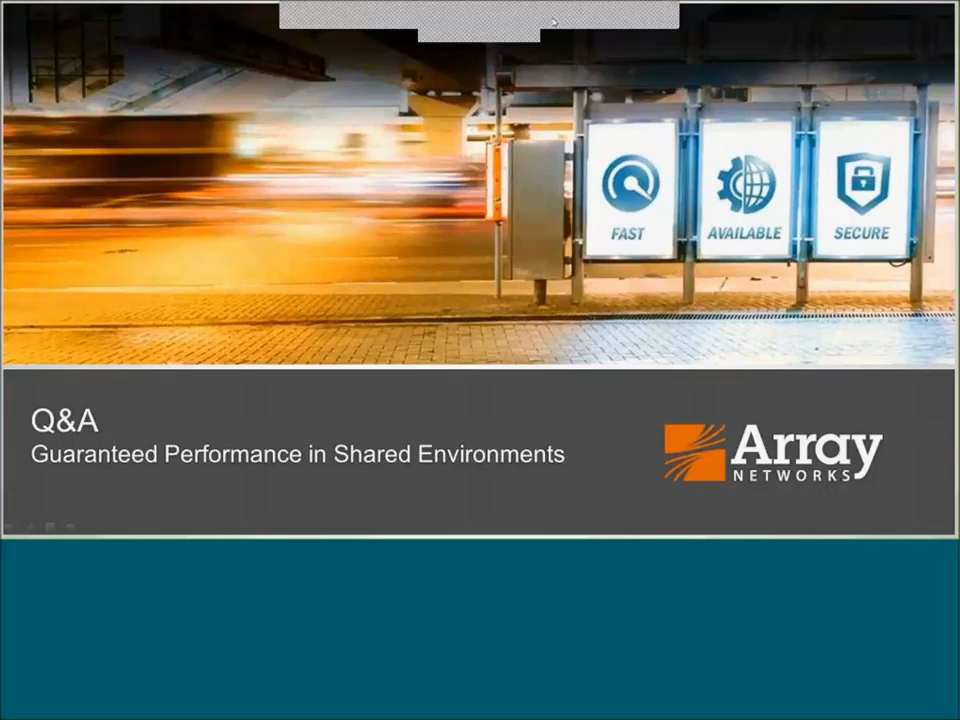 FAST
AVAILABLE
SECURE
Q&A
Guaranteed Performance in Shared Environments
Array
NETWORKS